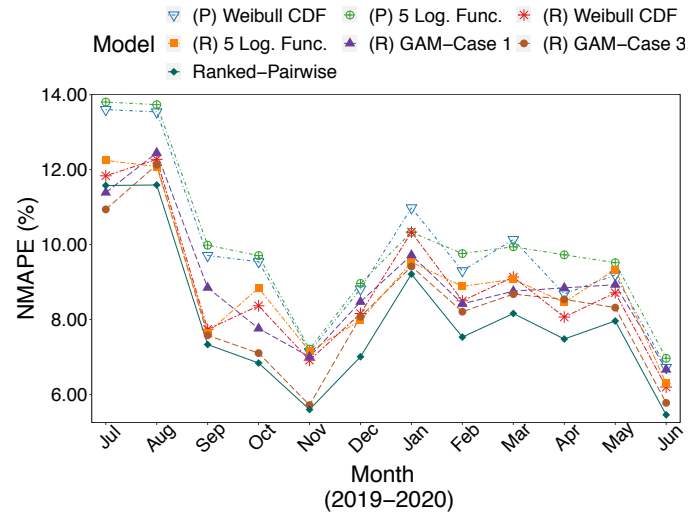 Model
(P) Weibull CDF (P) 5 Log. Func. (R) Weibull CDF
(R) 5 Log. Func. (R) GAM−Case 1 (R) GAM−Case 3
Ranked−Pairwise
NMAPE (%)
14.00
12.00
10.00
8.00
6.00
Jul Aug Sep Oct Nov Dec Jan Feb Mar Apr May Jun
Month
(2019−2020)